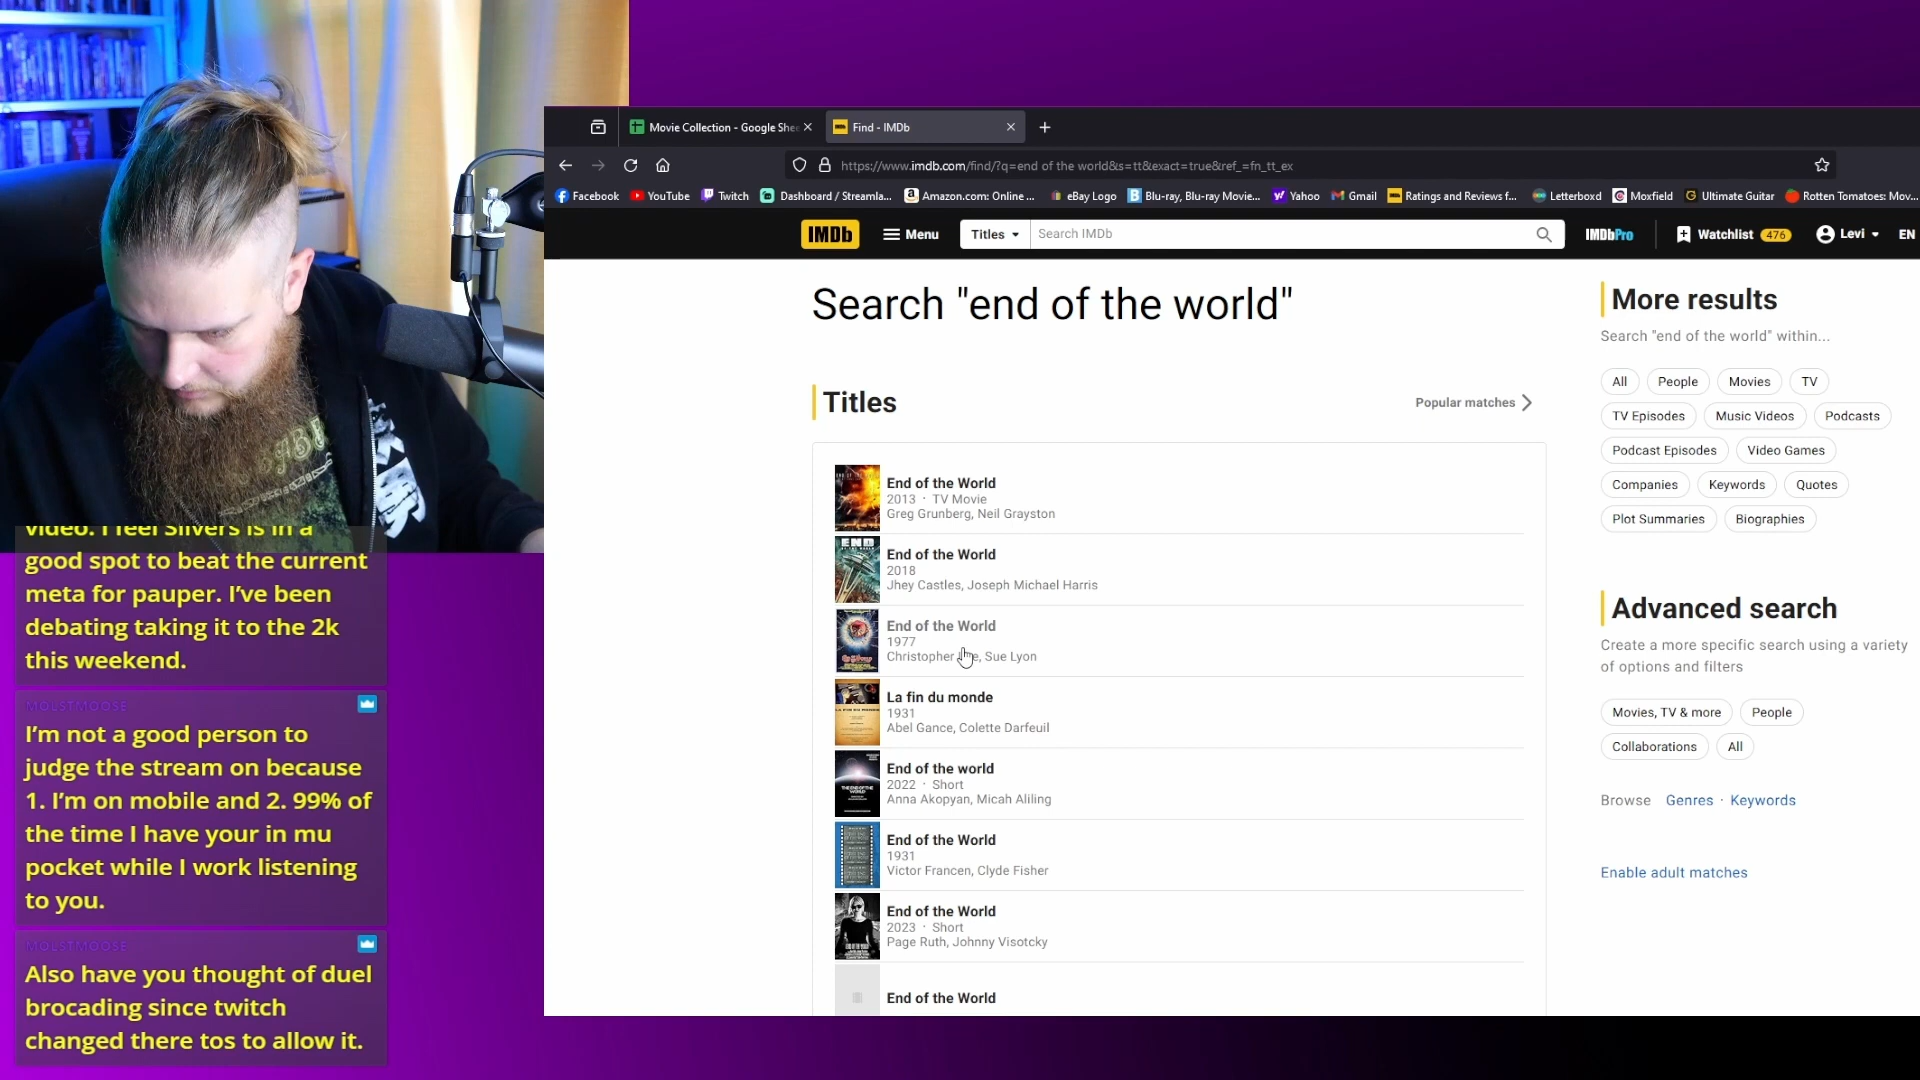 Movie Collection - Google Shee
Find - IMDb
https://www.imdb.com/find/?q=end of the world&s=tt&exact=true&ref_=fn_tt_ex
Facebook
YouTube
Twitch
Dashboard / Streamla...
Amazon.com: Online ...
eBay Logo
Blu-ray, Blu-ray Movie...
Yahoo
Gmail
Ratings and Reviews f...
Letterboxd
Moxfield
Ultimate Guitar
Rotten Tomatoes: Mov...
IMDb
Menu
Titles
Search IMDb
IMDbPro
Watchlist 476
Levi
EN
Search "end of the world"
Titles
Popular matches
End of the World
2013 · TV Movie
Greg Grunberg, Neil Grayston
End of the World
2018
Jhey Castles, Joseph Michael Harris
End of the World
1977
Christopher Lee, Sue Lyon
La fin du monde
1931
Abel Gance, Colette Darfeuil
End of the world
2022 · Short
Anna Akopyan, Micah Aliling
End of the World
1931
Victor Francen, Clyde Fisher
End of the World
2023 · Short
Page Ruth, Johnny Visotcky
End of the World
More results
Search "end of the world" within...
All
People
Movies
TV
TV Episodes
Music Videos
Podcasts
Podcast Episodes
Video Games
Companies
Keywords
Quotes
Plot Summaries
Biographies
Advanced search
Create a more specific search using a variety
of options and filters
Movies, TV & more
People
Collaborations
All
Browse Genres · Keywords
Enable adult matches
video. I feel Slivers is in a
good spot to beat the current
meta for pauper. I've been
debating taking it to the 2k
this weekend.
MOLSTMOOSE
I'm not a good person to
judge the stream on because
1. I'm on mobile and 2. 99% of
the time I have your in mu
pocket while I work listening
to you.
MOLSTMOOSE
Also have you thought of duel
brocading since twitch
changed there tos to allow it.